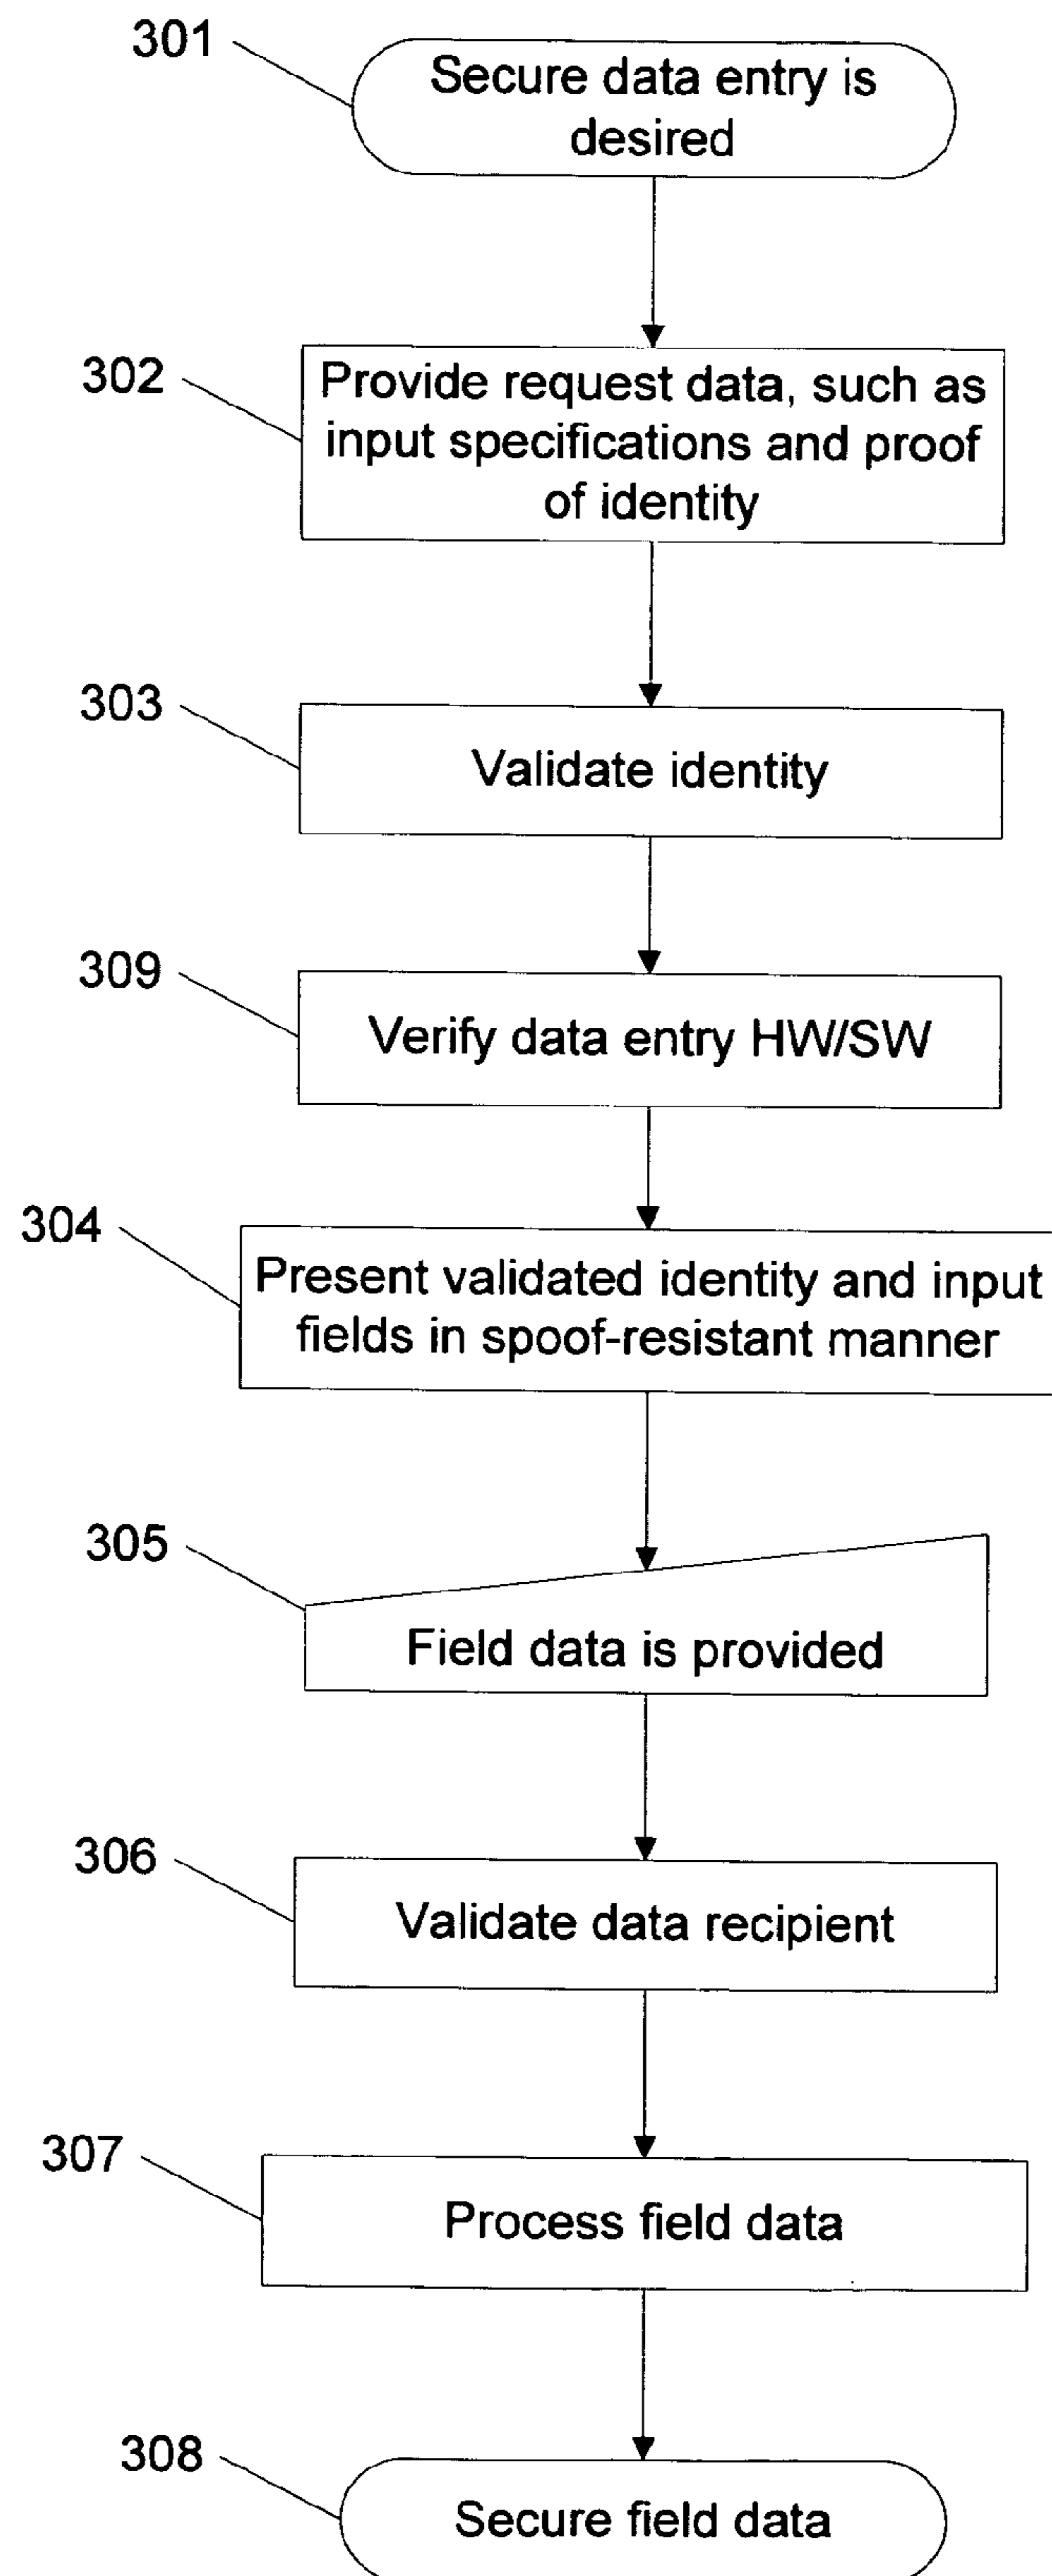 301
Secure data entry is
desired
302
Provide request data, such as
input specifications and proof
of identity
303
Validate identity
309
Verify data entry HW/SW
304
Present validated identity and input
fields in spoof-resistant manner
305
Field data is provided
306
Validate data recipient
307
Process field data
308
Secure field data